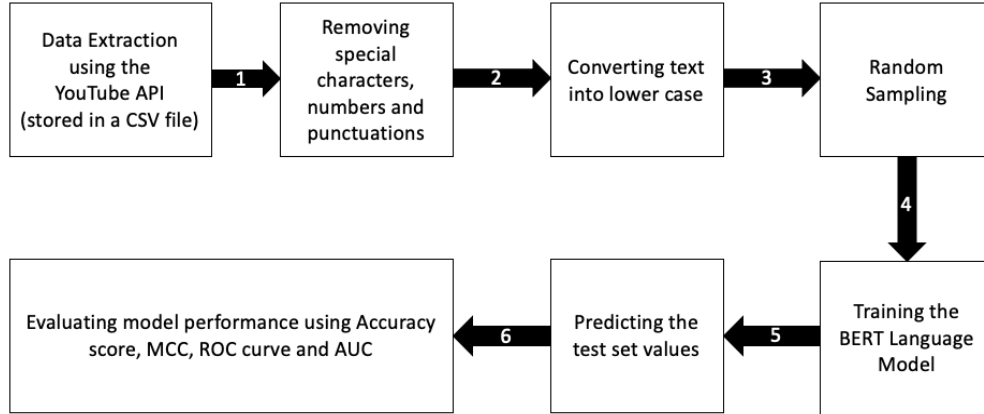 Data Extraction
using the
YouTube API
(stored in a CSV file)
1
Removing
special
characters,
numbers and
punctuations
2
Converting text
into lower case
3
Random
Sampling
4
Training the
BERT Language
Model
5
Predicting the
test set values
6
Evaluating model performance using Accuracy
score, MCC, ROC curve and AUC